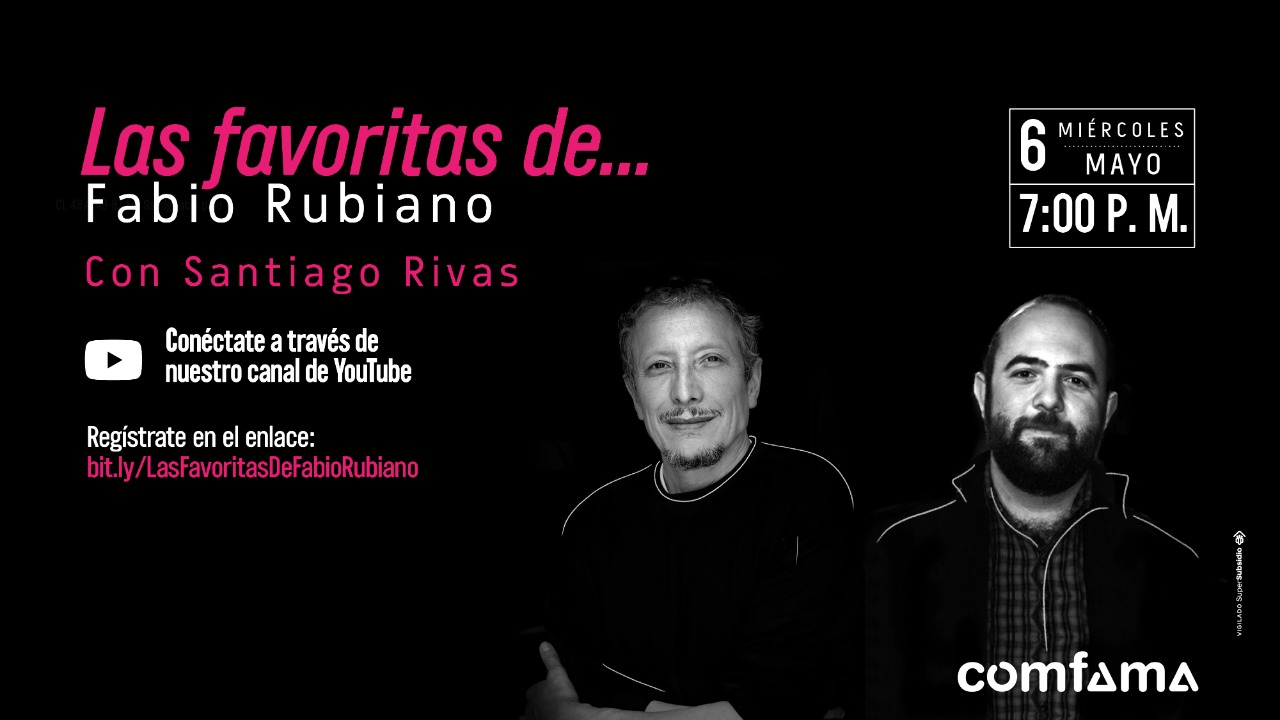 Las favoritas de...
Fabio Rubiano
Con Santiago Rivas
Conéctate a través de
nuestro canal de YouTube
Regístrate en el enlace:
bit.ly/LasFavoritasDeFabioRubiano
6 MIÉRCOLES
MAYO
7:00 P. M.
VIGILADO SuperSubsidio
comfama